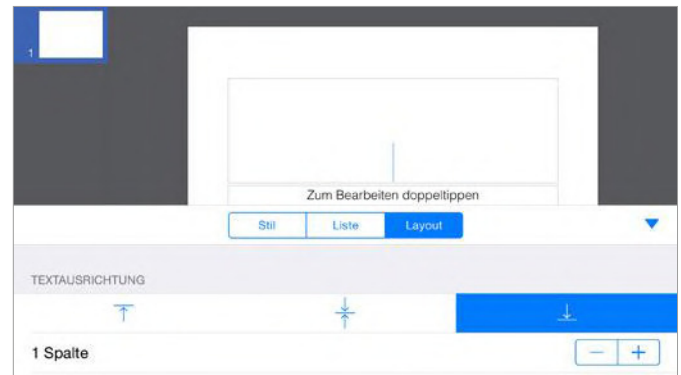 1
Zum Bearbeiten doppeltippen
Stil Liste Layout
TEXTAUSRICHTUNG
1 Spalte